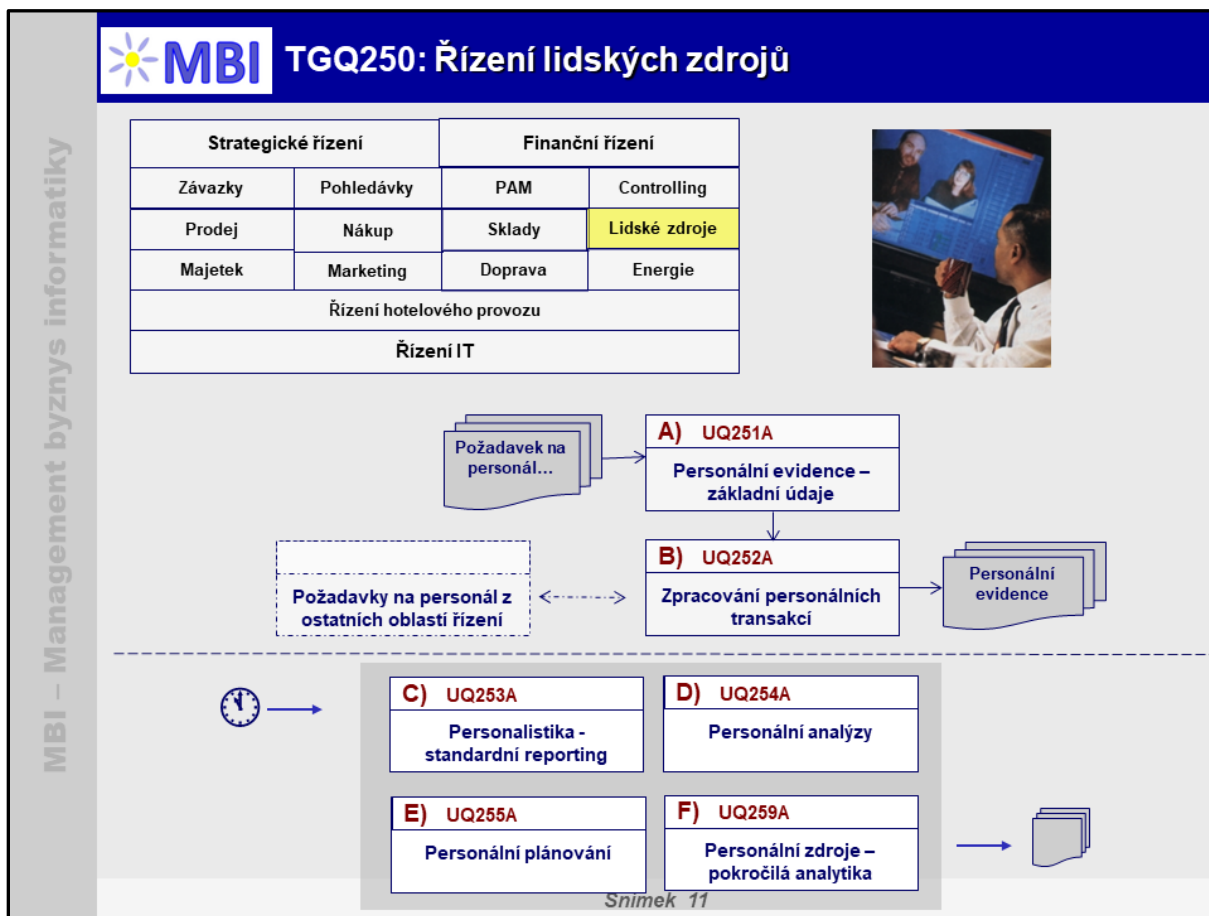 MBI
TGQ250: Řízení lidských zdrojů
MBI – Management byznys informatiky
Strategické řízení
Finanční řízení
Závazky
Pohledávky
PAM
Controlling
Prodej
Nákup
Sklady
Lidské zdroje
Majetek
Marketing
Doprava
Energie
Řízení hotelového provozu
Řízení IT
Požadavek na
personál...
A) UQ251A
Personální evidence –
základní údaje
B) UQ252A
Zpracování personálních
transakcí
Personální
evidence
Požadavky na personál z
ostatních oblastí řízení
C) UQ253A
Personalistika -
standardní reporting
D) UQ254A
Personální analýzy
E) UQ255A
Personální plánování
F) UQ259A
Personální zdroje –
pokročilá analytika
Snímek 11